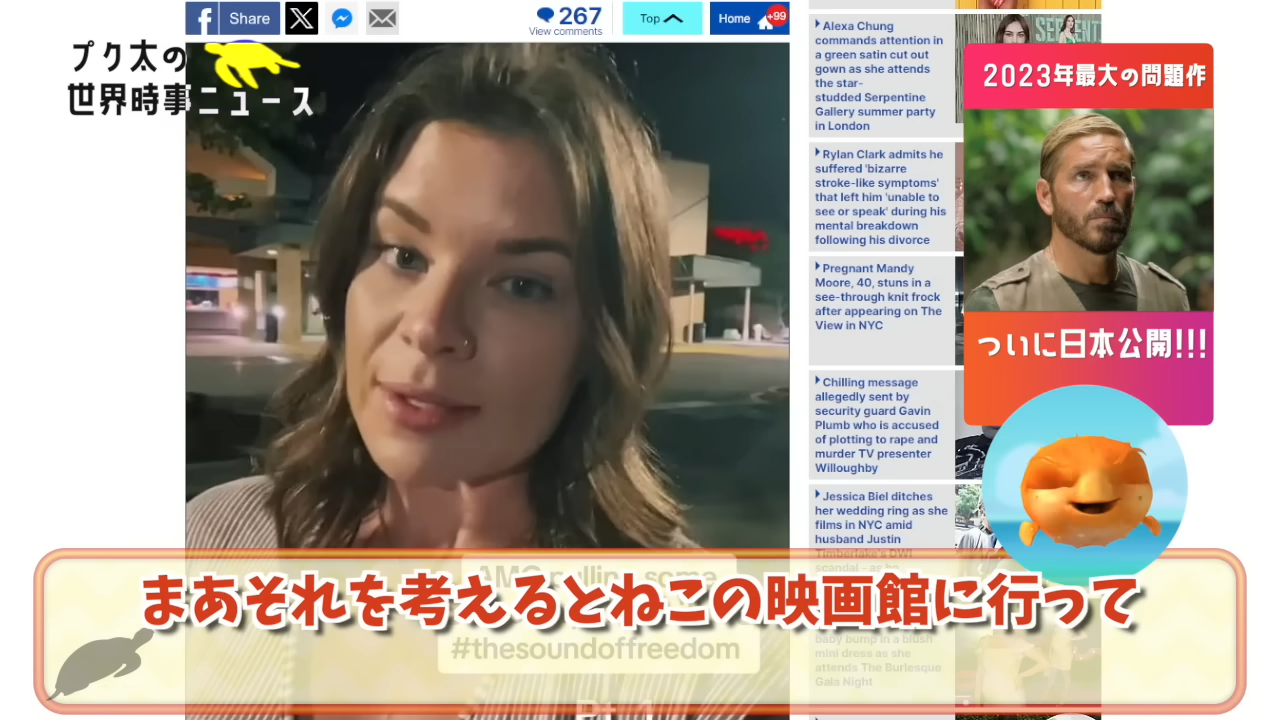 Share
267
View comments
Top
Home
+99
プク太の
世界時事ニュース
Alexa Chung
commands attention in
a green satin cut out
gown as she attends
the star-
studded Serpentine
Gallery summer party
in London
Rylan Clark admits he
suffered 'bizarre
stroke-like symptoms'
that left him 'unable to
see or speak' during his
mental breakdown
following his divorce
Pregnant Mandy
Moore, 40, stuns in a
see-through knit frock
after appearing on The
View in NYC
Chilling message
allegedly sent by
security guard Gavin
Plumb who is accused
of plotting to rape and
murder TV presenter
Willoughby
Jessica Biel ditches
her wedding ring as she
films in NYC amid
husband Justin
Timberlake's DWI
scandal - as he
baby bump in a blush
mini dress as she
attends The Burlesque
Gala Night
2023年最大の問題作
ついに日本公開!!!
AMC pulling some
まあそれを考えるとねこの映画館に行って
#thesoundoffreedom